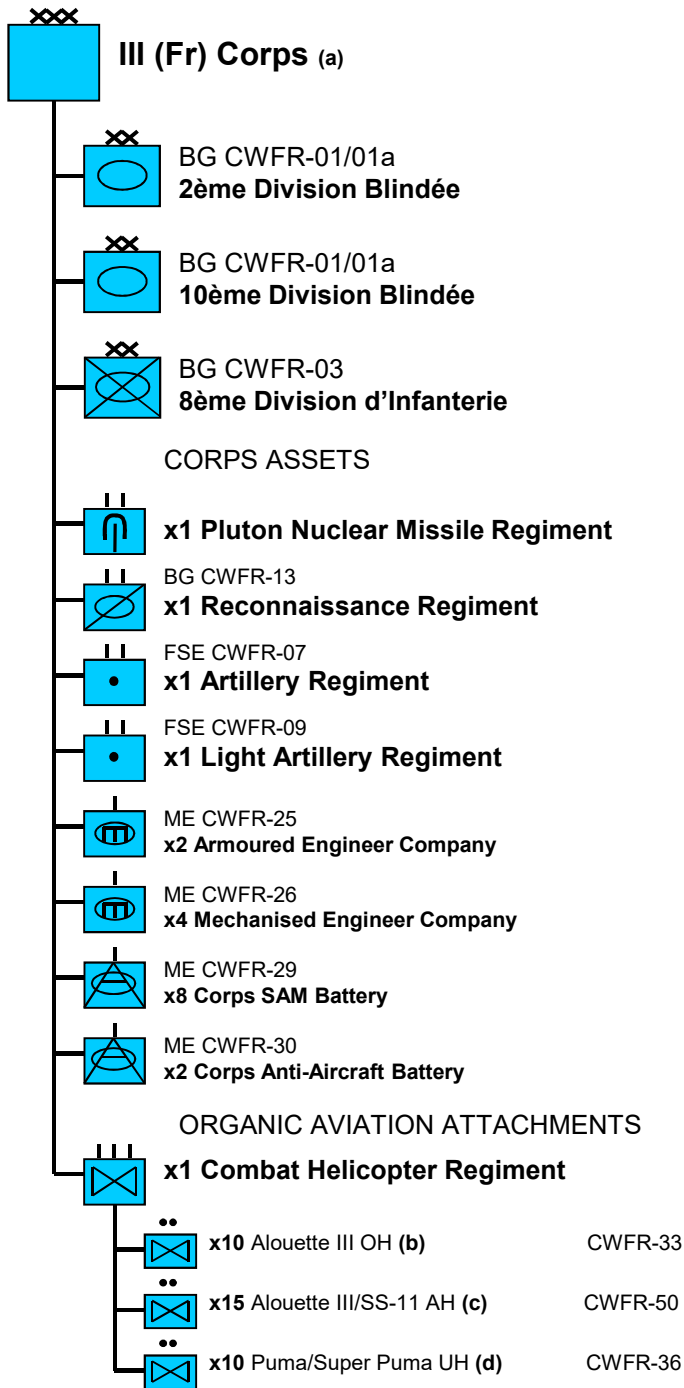 III (Fr) Corps (a)
BG CWFR-01/01a
2ème Division Blindée
BG CWFR-01/01a
10ème Division Blindée
BG CWFR-03
8ème Division d’Infanterie
CORPS ASSETS
x1 Pluton Nuclear Missile Regiment
BG CWFR-13
x1 Reconnaissance Regiment
FSE CWFR-07
x1 Artillery Regiment
FSE CWFR-09
x1 Light Artillery Regiment
ME CWFR-25
x2 Armoured Engineer Company
ME CWFR-26
x4 Mechanised Engineer Company
ME CWFR-29
x8 Corps SAM Battery
ME CWFR-30
x2 Corps Anti-Aircraft Battery
ORGANIC AVIATION ATTACHMENTS
x1 Combat Helicopter Regiment
x10 Alouette III OH (b) CWFR-33
x15 Alouette III/SS-11 AH (c) CWFR-50
x10 Puma/Super Puma UH (d) CWFR-36